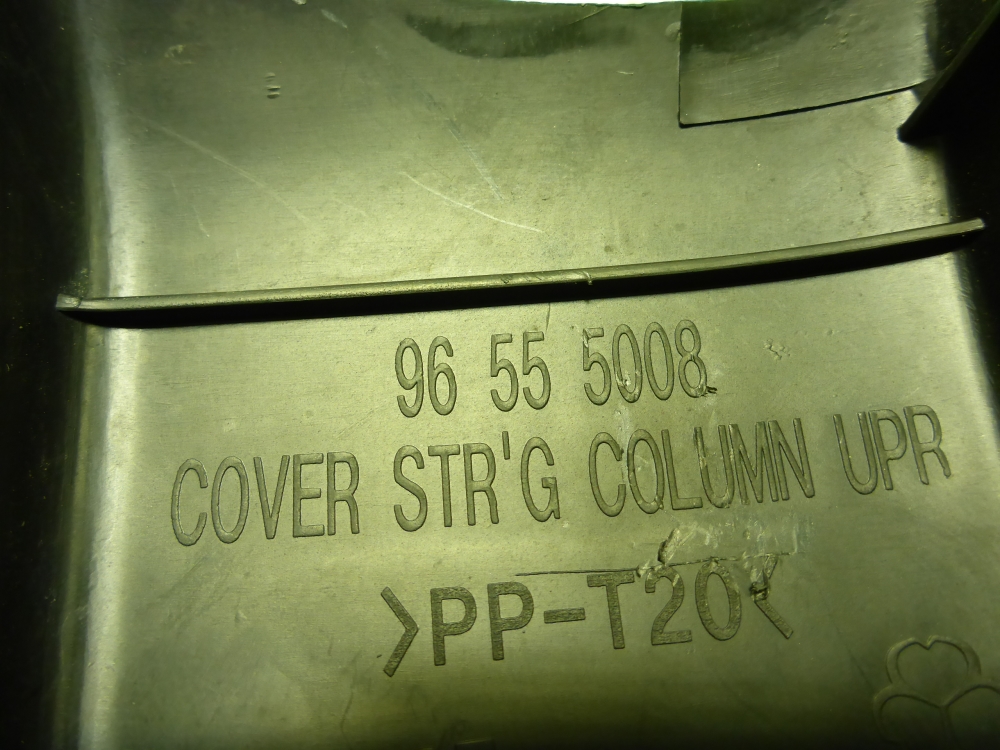 96 55 5008
COVER STR'G COLUMN UPR
>PP-T20<